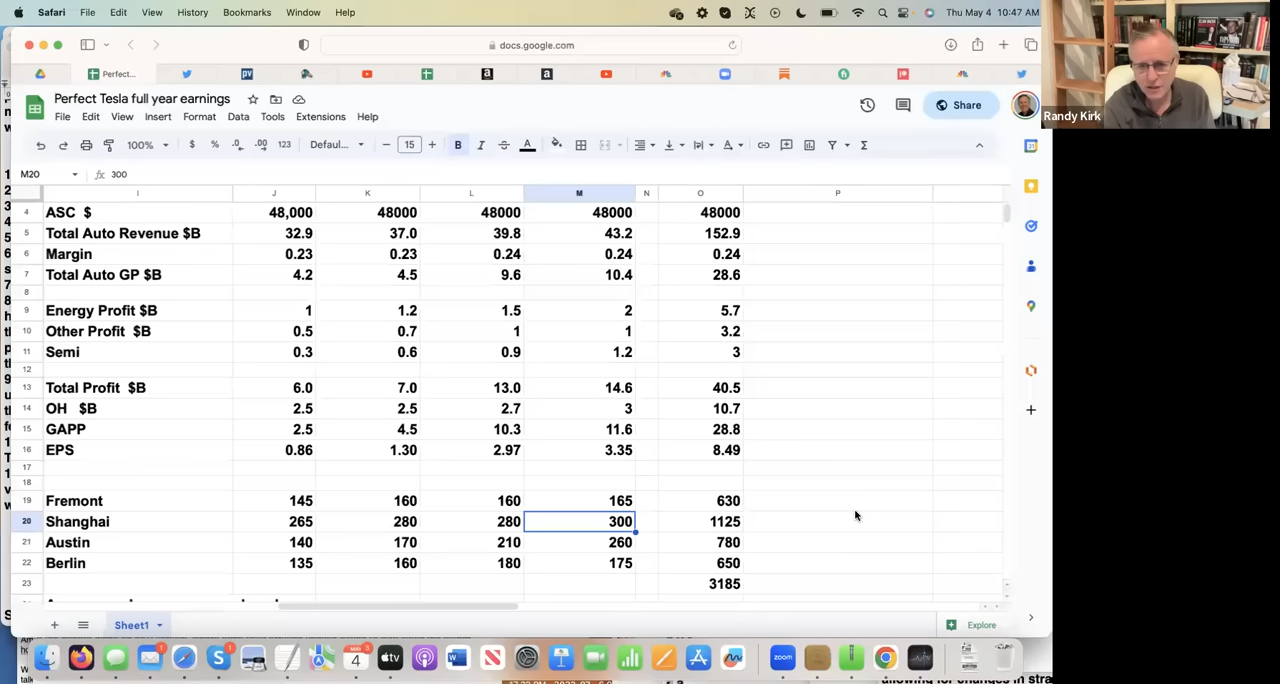 Safari File Edit View History Bookmarks Window Help Thu May 4 10:47 AM
docs.google.com
Perfect...
Perfect Tesla full year earnings
File Edit View Insert Format Data Tools Extensions Help
Share
Randy Kirk
100% $ % .0 .00 123 Defaul... 15 B I A
M20 fx 300
I J K L M N O P
4 ASC $ 48,000 48000 48000 48000 48000
5 Total Auto Revenue $B 32.9 37.0 39.8 43.2 152.9
6 Margin 0.23 0.23 0.24 0.24 0.24
7 Total Auto GP $B 4.2 4.5 9.6 10.4 28.6
8
9 Energy Profit $B 1 1.2 1.5 2 5.7
10 Other Profit $B 0.5 0.7 1 1 3.2
11 Semi 0.3 0.6 0.9 1.2 3
12
13 Total Profit $B 6.0 7.0 13.0 14.6 40.5
14 OH $B 2.5 2.5 2.7 3 10.7
15 GAPP 2.5 4.5 10.3 11.6 28.8
16 EPS 0.86 1.30 2.97 3.35 8.49
17
18
19 Fremont 145 160 160 165 630
20 Shanghai 265 280 280 300 1125
21 Austin 140 170 210 260 780
22 Berlin 135 160 180 175 650
23 3185
Sheet1 Explore
zoom
allowing for changes in stra